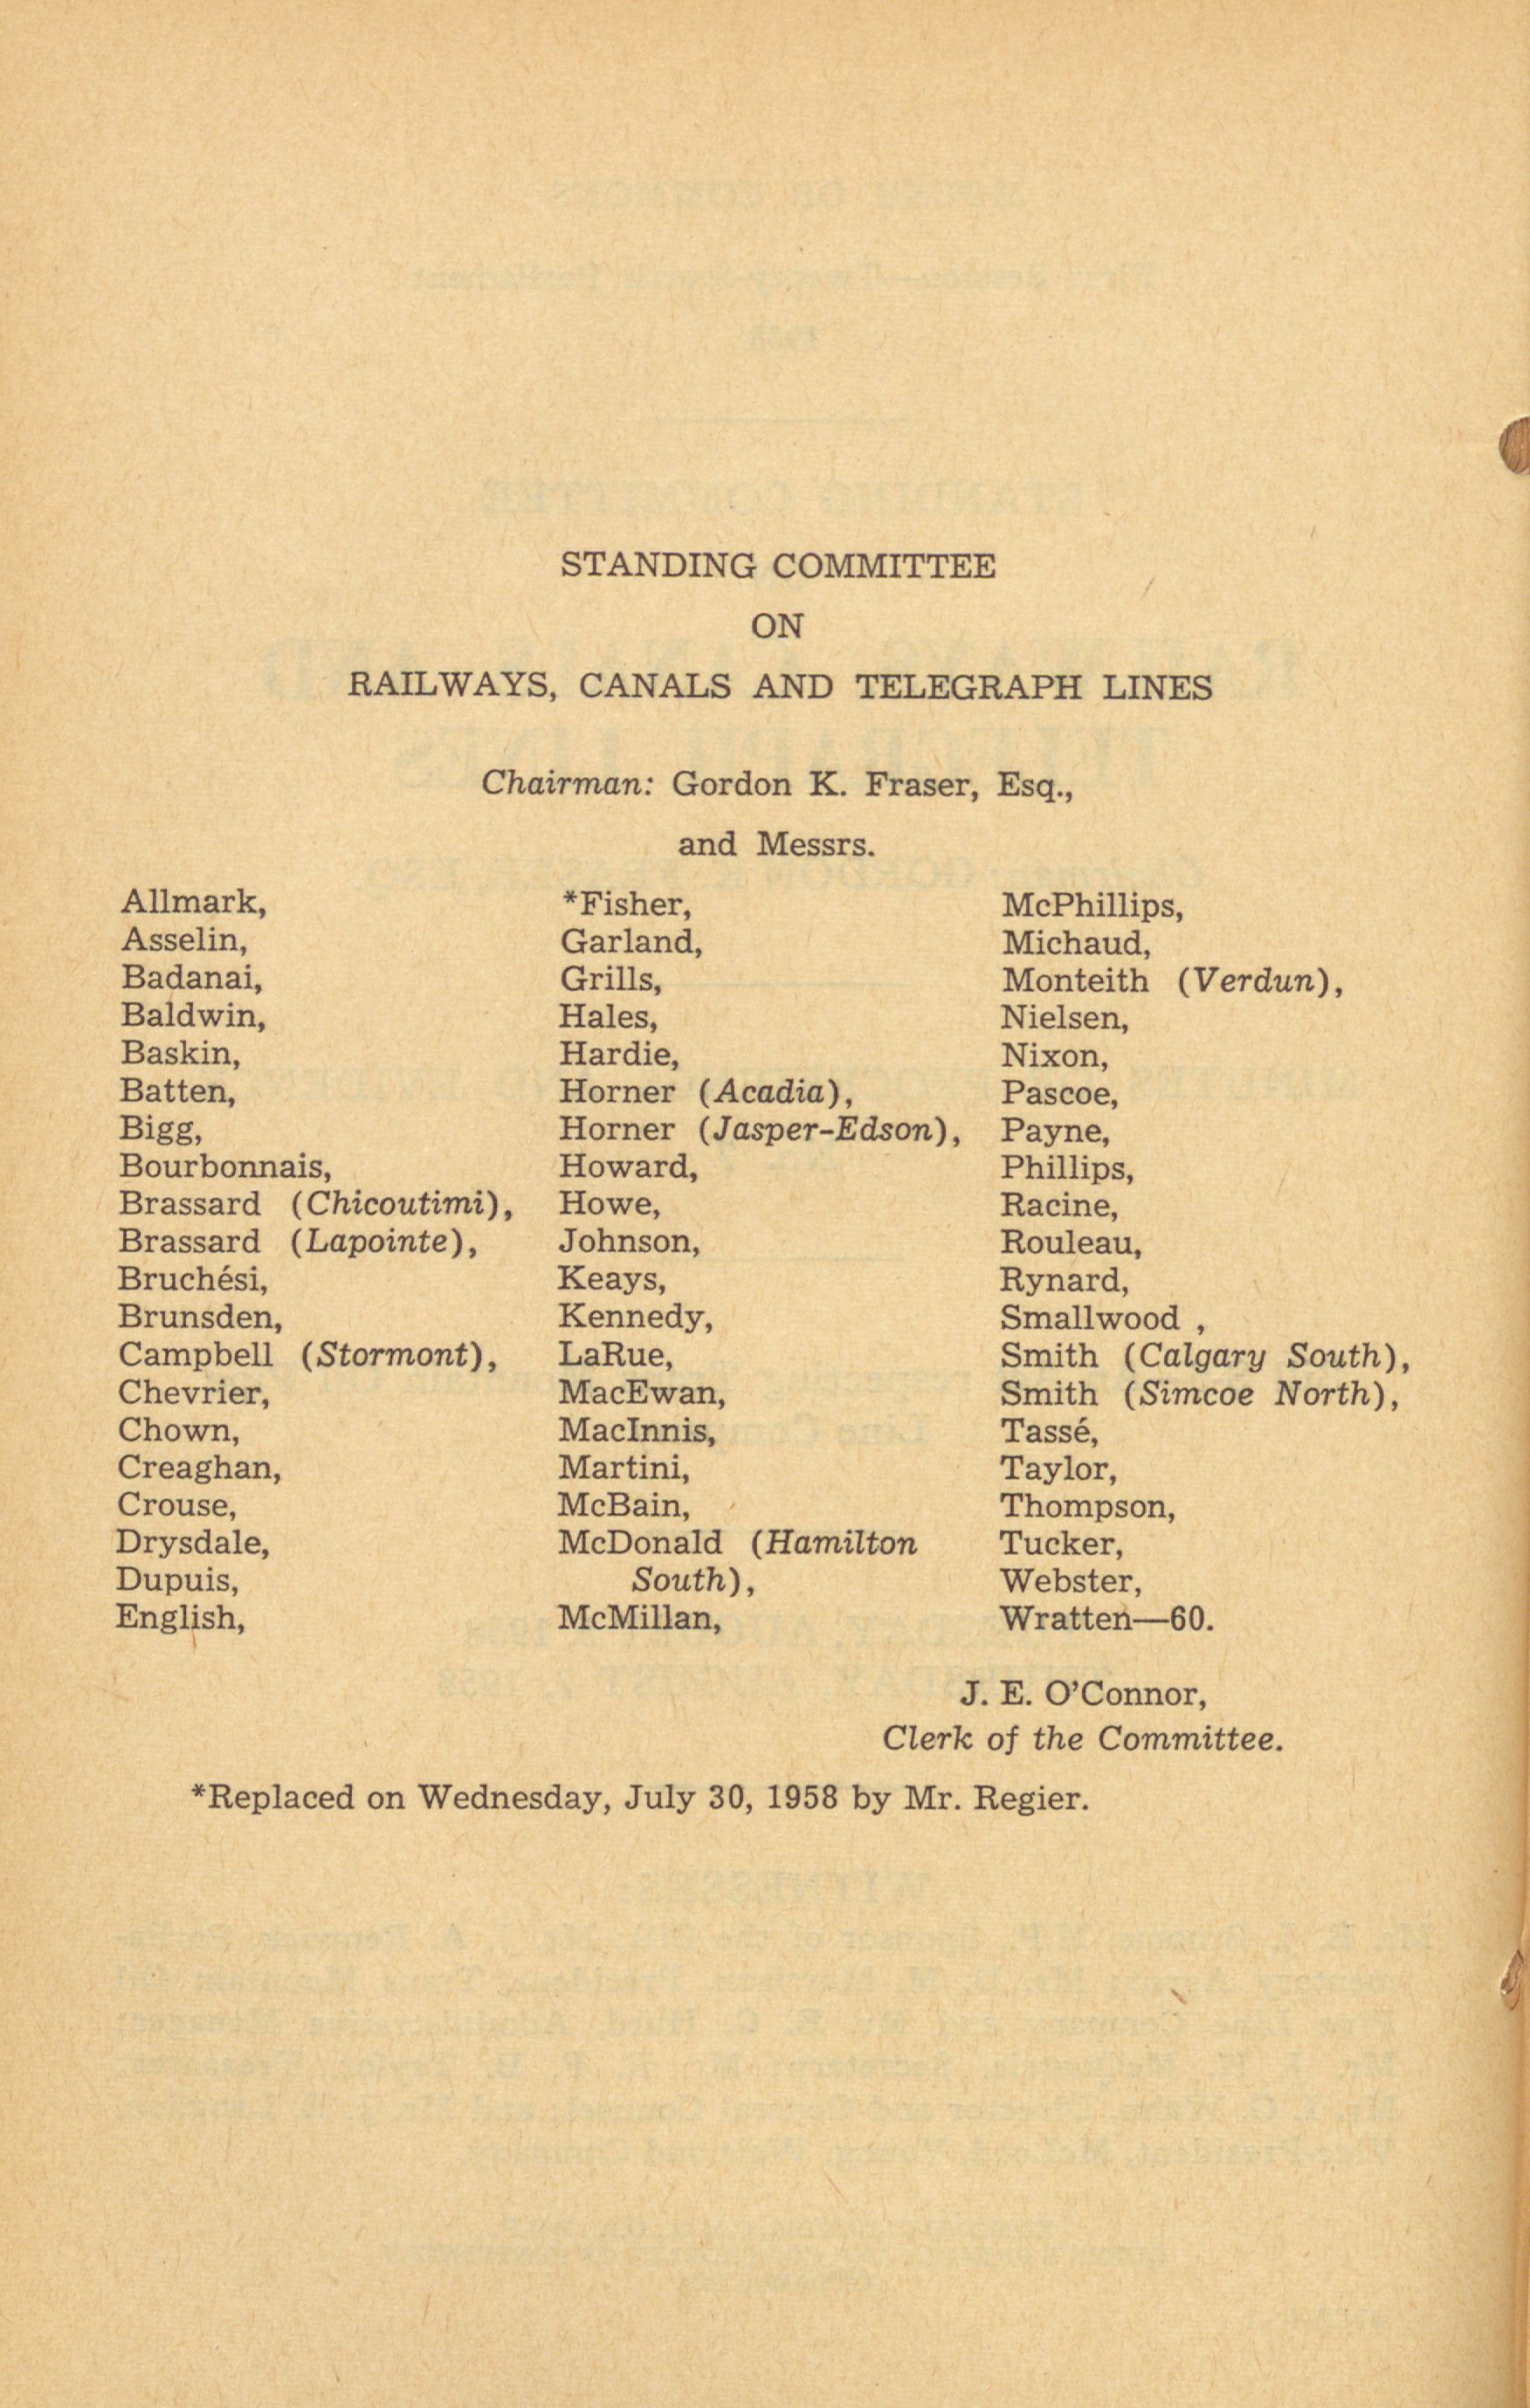 STANDING COMMITTEE
ON
RAILWAYS, CANALS AND TELEGRAPH LINES
Chairman: Gordon K. Fraser, Esq.,
and Messrs.
Allmark,
Asselin,
Badanai,
Baldwin,
Baskin,
Batten,
Bigg,
Bourbonnais,
Brassard (Chicoutimi),
Brassard (Lapointe),
Bruchési,
Brunsden,
Campbell (Stormont),
Chevrier,
Chown,
Creaghan,
Crouse,
Drysdale,
Dupuis,
English,
*Fisher,
Garland,
Grills,
Hales,
Hardie,
Horner (Acadia),
Horner (Jasper-Edson),
Howard,
Howe,
Johnson,
Keays,
Kennedy,
LaRue,
MacEwan,
MacInnis,
Martini,
McBain,
McDonald (Hamilton
South),
McMillan,
McPhillips,
Michaud,
Monteith (Verdun),
Nielsen,
Nixon,
Pascoe,
Payne,
Phillips,
Racine,
Rouleau,
Rynard,
Smallwood ,
Smith (Calgary South),
Smith (Simcoe North),
Tassé,
Taylor,
Thompson,
Tucker,
Webster,
Wratten—60.
J. E. O'Connor,
Clerk of the Committee.
*Replaced on Wednesday, July 30, 1958 by Mr. Regier.